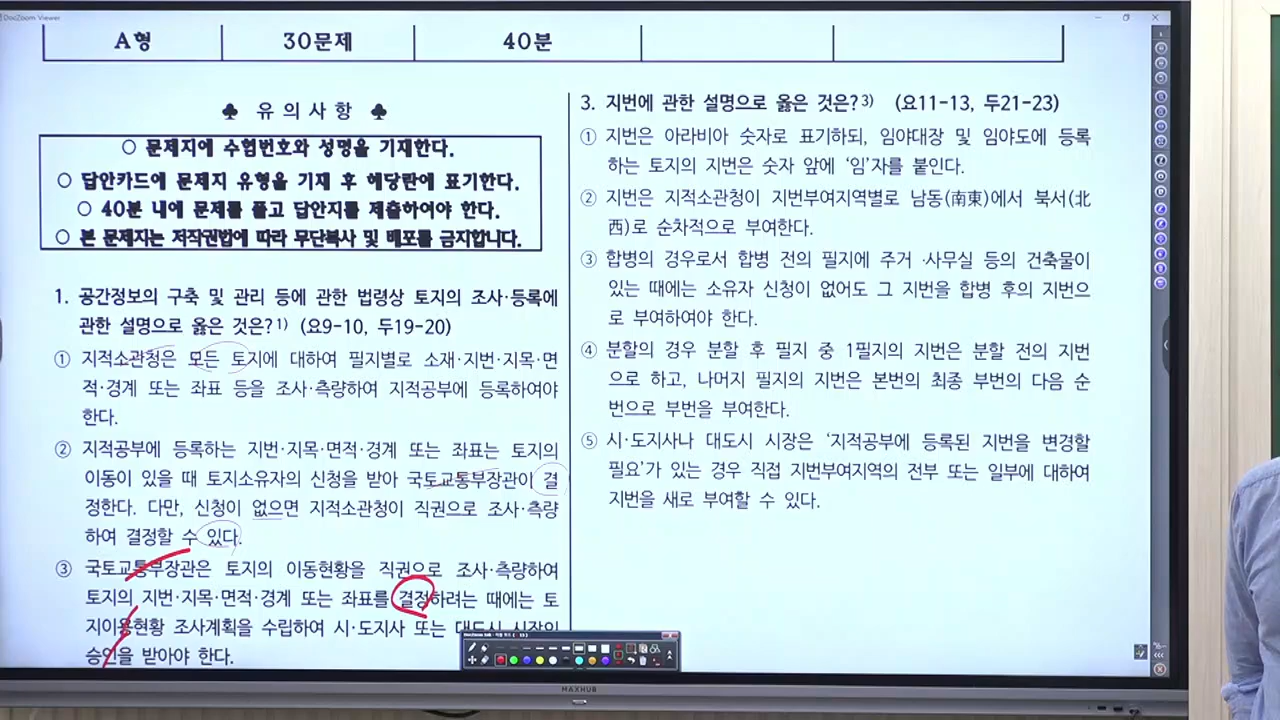 DocZoom Viewer
A형 30문제 40분
♣ 유 의 사 항 ♣
○ 문제지에 수험번호와 성명을 기재한다.
○ 답안카드에 문제지 유형을 기재 후 해당란에 표기한다.
○ 40분 내에 문제를 풀고 답안지를 제출하여야 한다.
○ 본 문제지는 저작권법에 따라 무단복사 및 배포를 금지합니다.
1. 공간정보의 구축 및 관리 등에 관한 법령상 토지의 조사·등록에
관한 설명으로 옳은 것은?1) (요9-10, 두19-20)
① 지적소관청은 모든 토지에 대하여 필지별로 소재·지번·지목·면
적·경계 또는 좌표 등을 조사·측량하여 지적공부에 등록하여야
한다.
② 지적공부에 등록하는 지번·지목·면적·경계 또는 좌표는 토지의
이동이 있을 때 토지소유자의 신청을 받아 국토교통부장관이 결
정한다. 다만, 신청이 없으면 지적소관청이 직권으로 조사·측량
하여 결정할 수 있다.
③ 국토교통부장관은 토지의 이동현황을 직권으로 조사·측량하여
토지의 지번·지목·면적·경계 또는 좌표를 결정하려는 때에는 토
지이용현황 조사계획을 수립하여 시·도지사 또는 대도시 시장의
승인을 받아야 한다.
3. 지번에 관한 설명으로 옳은 것은?3) (요11-13, 두21-23)
① 지번은 아라비아 숫자로 표기하되, 임야대장 및 임야도에 등록
하는 토지의 지번은 숫자 앞에 ‘임’자를 붙인다.
② 지번은 지적소관청이 지번부여지역별로 남동(南東)에서 북서(北
西)로 순차적으로 부여한다.
③ 합병의 경우로서 합병 전의 필지에 주거·사무실 등의 건축물이
있는 때에는 소유자 신청이 없어도 그 지번을 합병 후의 지번으
로 부여하여야 한다.
④ 분할의 경우 분할 후 필지 중 1필지의 지번은 분할 전의 지번
으로 하고, 나머지 필지의 지번은 본번의 최종 부번의 다음 순
번으로 부번을 부여한다.
⑤ 시·도지사나 대도시 시장은 ‘지적공부에 등록된 지번을 변경할
필요’가 있는 경우 직접 지번부여지역의 전부 또는 일부에 대하여
지번을 새로 부여할 수 있다.
MAXHUB